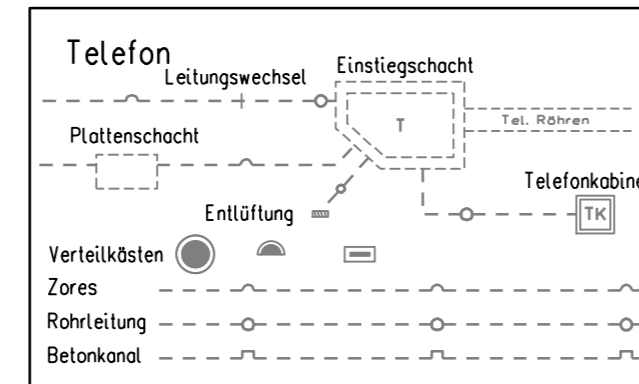 Telefon
Leitungswechsel
Einstiegschacht
T
Tel. Röhren
Plattenschacht
Telefonkabine
Entlüftung
TK
Verteilkästen
Zores
Rohrleitung
Betonkanal